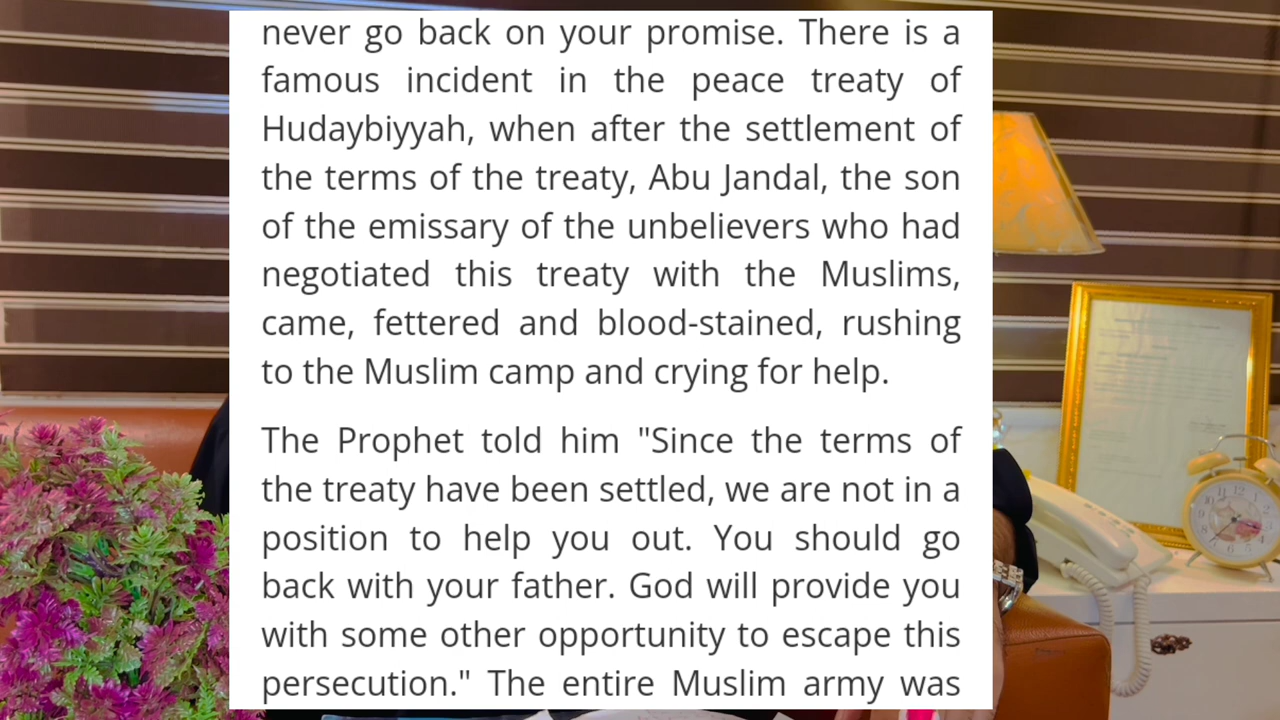 never go back on your promise. There is a
famous incident in the peace treaty of
Hudaybiyyah, when after the settlement of
the terms of the treaty, Abu Jandal, the son
of the emissary of the unbelievers who had
negotiated this treaty with the Muslims,
came, fettered and blood-stained, rushing
to the Muslim camp and crying for help.
The Prophet told him "Since the terms of
the treaty have been settled, we are not in a
position to help you out. You should go
back with your father. God will provide you
with some other opportunity to escape this
persecution." The entire Muslim army was